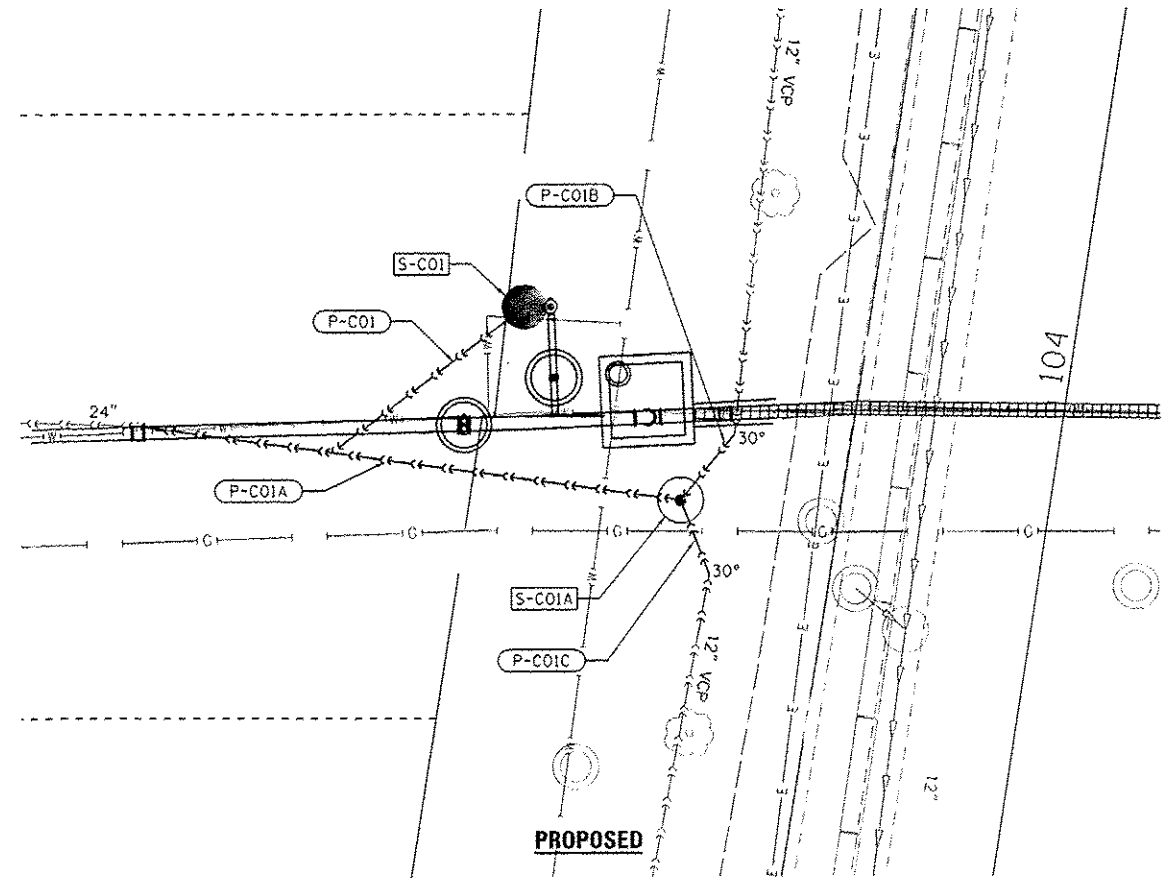 12" VCP
P-C01B
S-C01
P-C01
104
24"
30°
P-C01A
G
G
G
G
30°
S-C01A
P-C01C
12" VCP
12"
PROPOSED
W
W
W
W
W
W
E
E
E
E
E
E
E